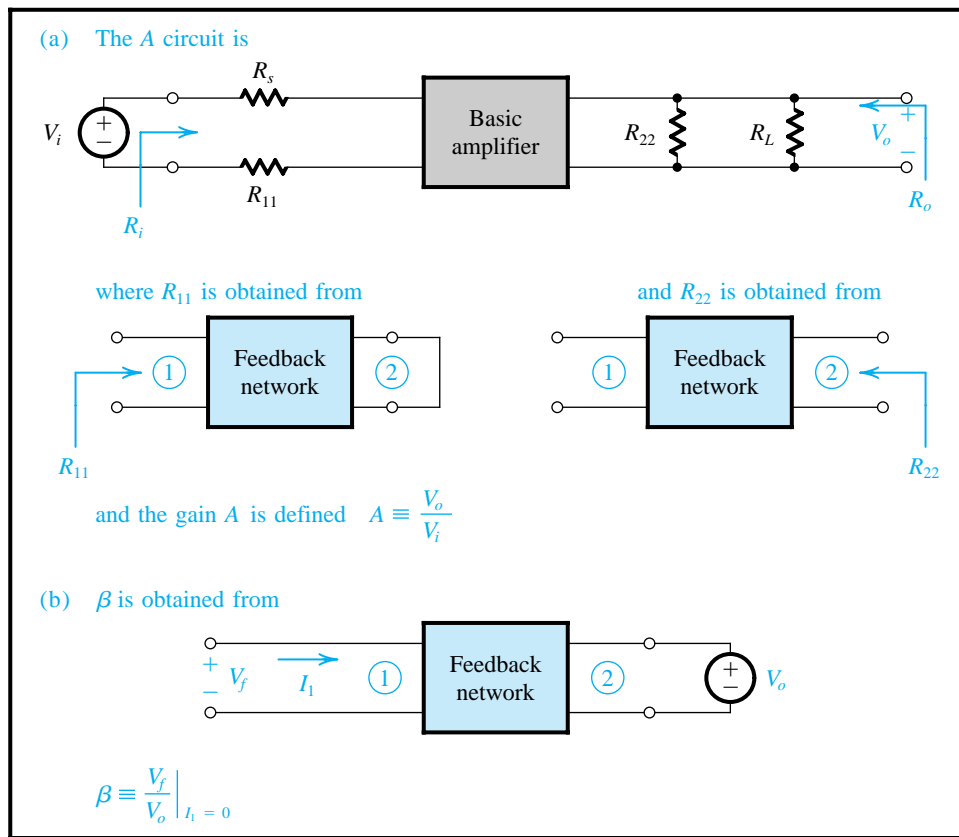 (a) The A circuit is
R_s
V_i
+
−
Basic
amplifier
R_22
R_L
+
V_o
−
R_11
R_i
R_o
where R_11 is obtained from
and R_22 is obtained from
1
Feedback
network
2
1
Feedback
network
2
R_11
R_22
and the gain A is defined A ≡ V_o / V_i
(b) β is obtained from
+
V_f
−
I_1
1
Feedback
network
2
+
−
V_o
β ≡ V_f / V_o |_{I_1 = 0}